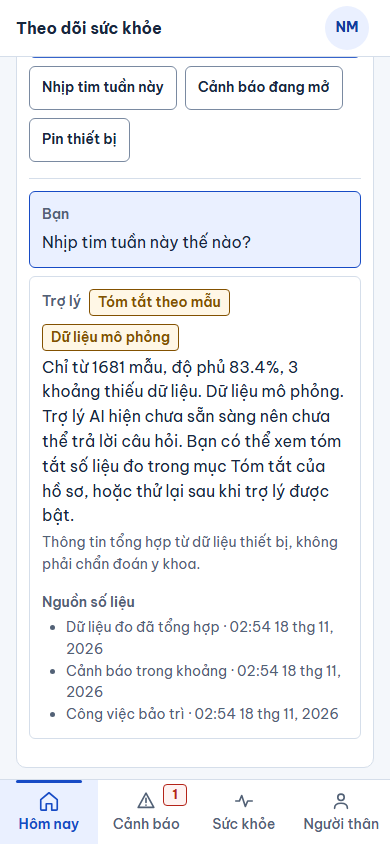 Theo dõi sức khỏe
NM
Nhịp tim tuần này
Cảnh báo đang mở
Pin thiết bị
Bạn
Nhịp tim tuần này thế nào?
Trợ lý
Tóm tắt theo mẫu
Dữ liệu mô phỏng
Chỉ từ 1681 mẫu, độ phủ 83.4%, 3
khoảng thiếu dữ liệu. Dữ liệu mô phỏng.
Trợ lý AI hiện chưa sẵn sàng nên chưa
thể trả lời câu hỏi. Bạn có thể xem tóm
tắt số liệu đo trong mục Tóm tắt của
hồ sơ, hoặc thử lại sau khi trợ lý được
bật.
Thông tin tổng hợp từ dữ liệu thiết bị, không
phải chẩn đoán y khoa.
Nguồn số liệu
• Dữ liệu đo đã tổng hợp · 02:54 18 thg 11,
2026
• Cảnh báo trong khoảng · 02:54 18 thg 11,
2026
• Công việc bảo trì · 02:54 18 thg 11, 2026
1
Hôm nay
Cảnh báo
Sức khỏe
Người thân